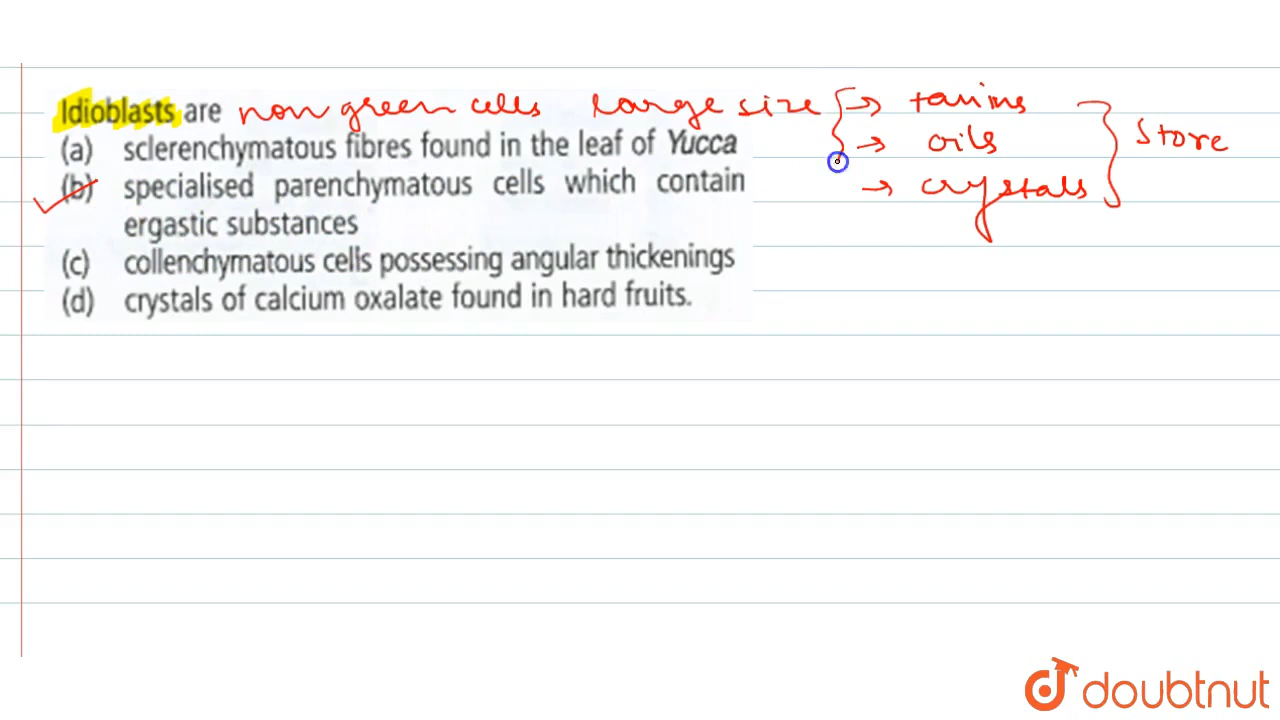 Idioblasts are non green cells large size → tanins
(a) sclerenchymatous fibres found in the leaf of Yucca → oils Store
(b) specialised parenchymatous cells which contain → crystals
ergastic substances
(c) collenchymatous cells possessing angular thickenings
(d) crystals of calcium oxalate found in hard fruits.
doubtnut